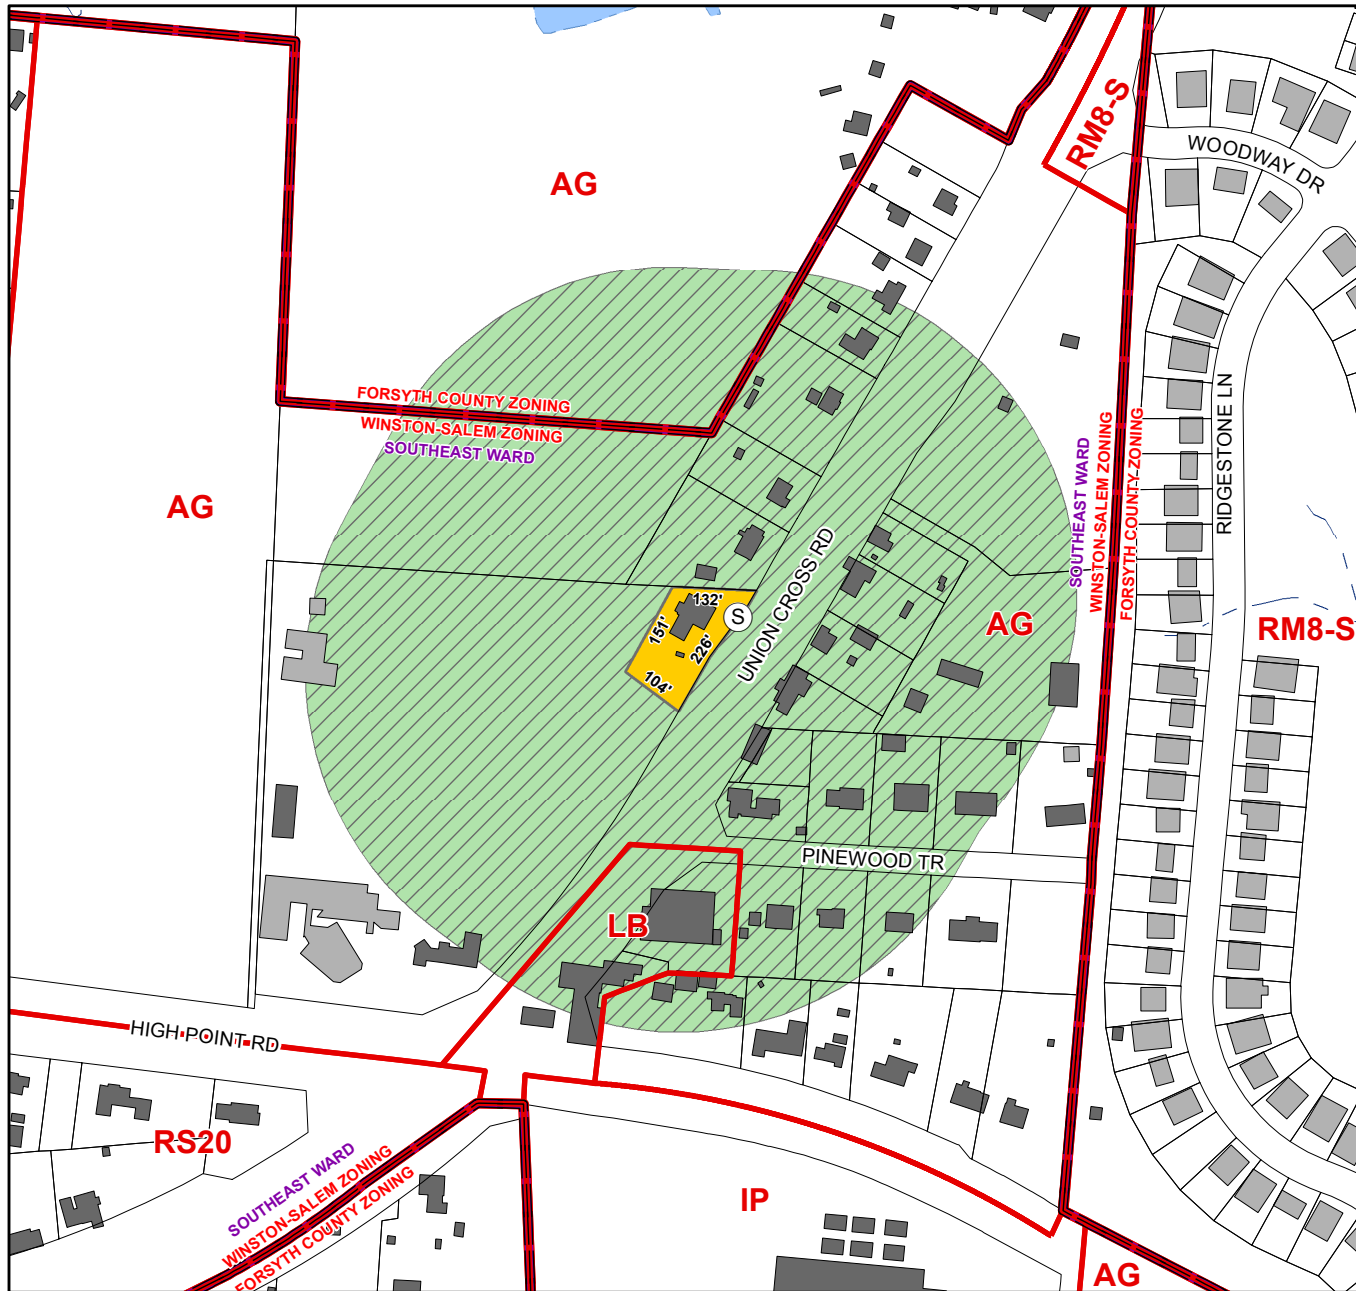 RM8-S
WOODWAY DR
AG
FORSYTH COUNTY ZONING
WINSTON-SALEM ZONING
SOUTHEAST WARD
RIDGESTONE LN
SOUTHEAST WARD
WINSTON-SALEM ZONING
FORSYTH COUNTY ZONING
AG
UNION CROSS RD
132'
S
151'
226'
104'
AG
RM8-S
PINEWOOD TR
LB
HIGH POINT RD
RS20
SOUTHEAST WARD
WINSTON-SALEM ZONING
FORSYTH COUNTY ZONING
IP
AG